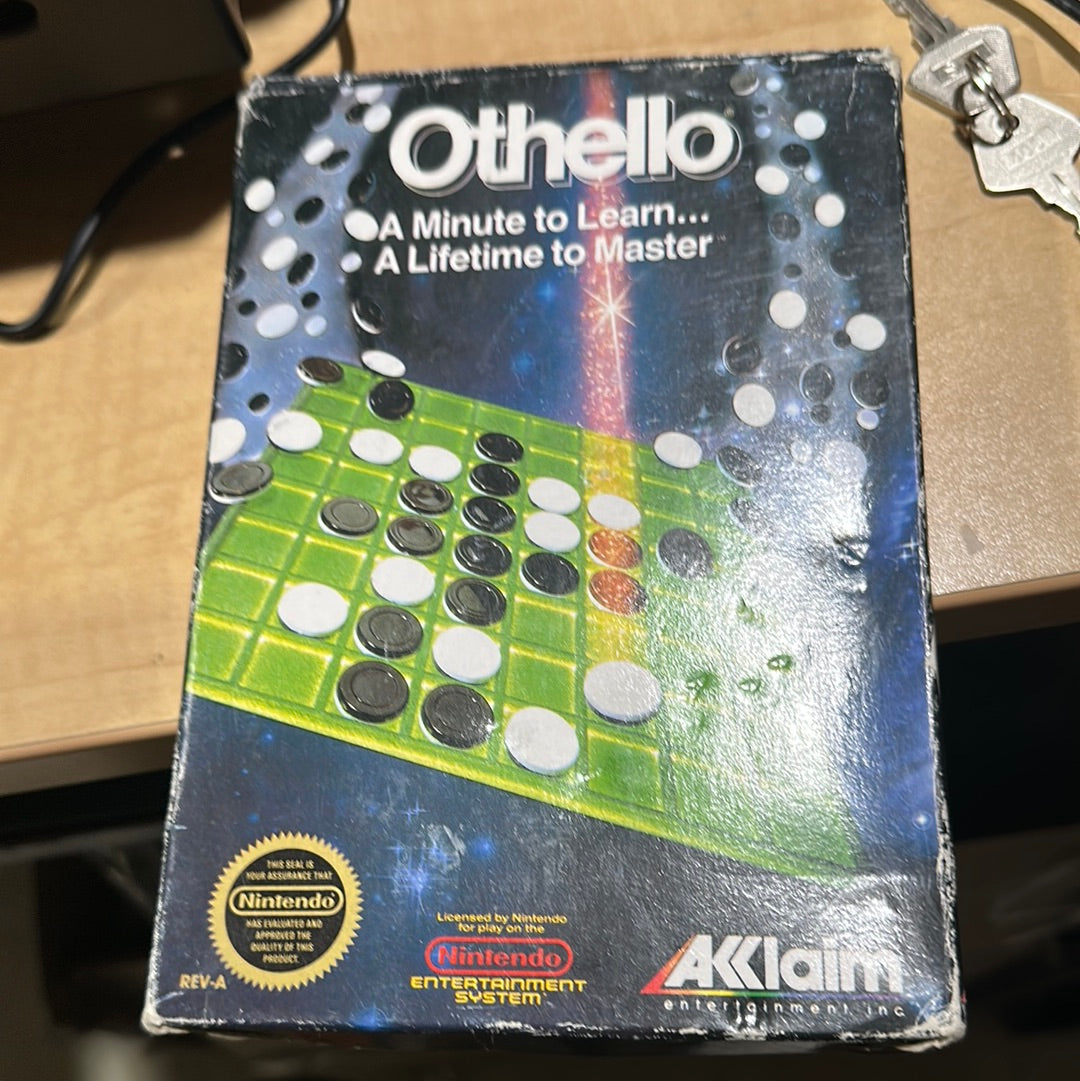 Othello
A Minute to Learn...
A Lifetime to Master
THIS SEAL IS
YOUR ASSURANCE THAT
Nintendo
HAS EVALUATED AND
APPROVED THE
QUALITY OF THIS
PRODUCT.
REV-A
Licensed by Nintendo
for play on the
Nintendo
ENTERTAINMENT
SYSTEM
AKKlaim
entertainment, inc.